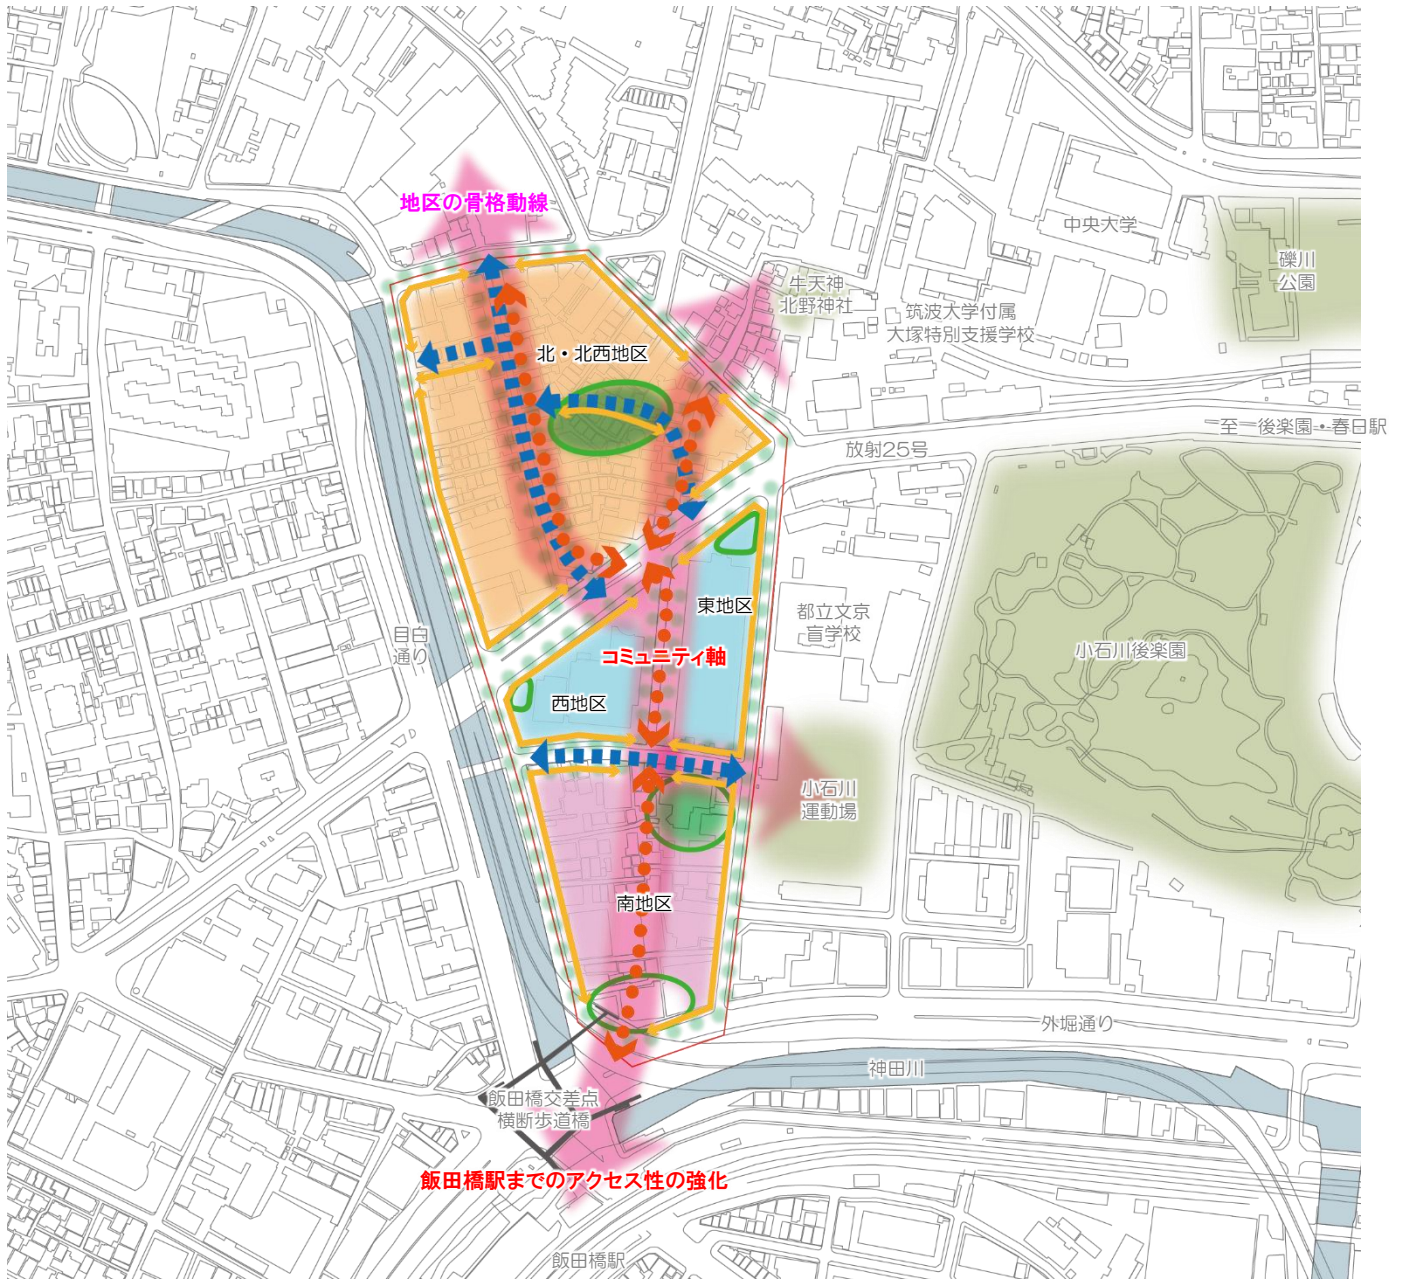 地区の骨格動線
中央大学
礫川
公園
牛天神
北野神社
筑波大学付属
大塚特別支援学校
北・北西地区
至 後楽園・春日駅
放射25号
東地区
都立文京
盲学校
目白
通り
小石川後楽園
コミュニティ軸
西地区
小石川
運動場
南地区
外堀通り
神田川
飯田橋交差点
横断歩道橋
飯田橋駅までのアクセス性の強化
飯田橋駅